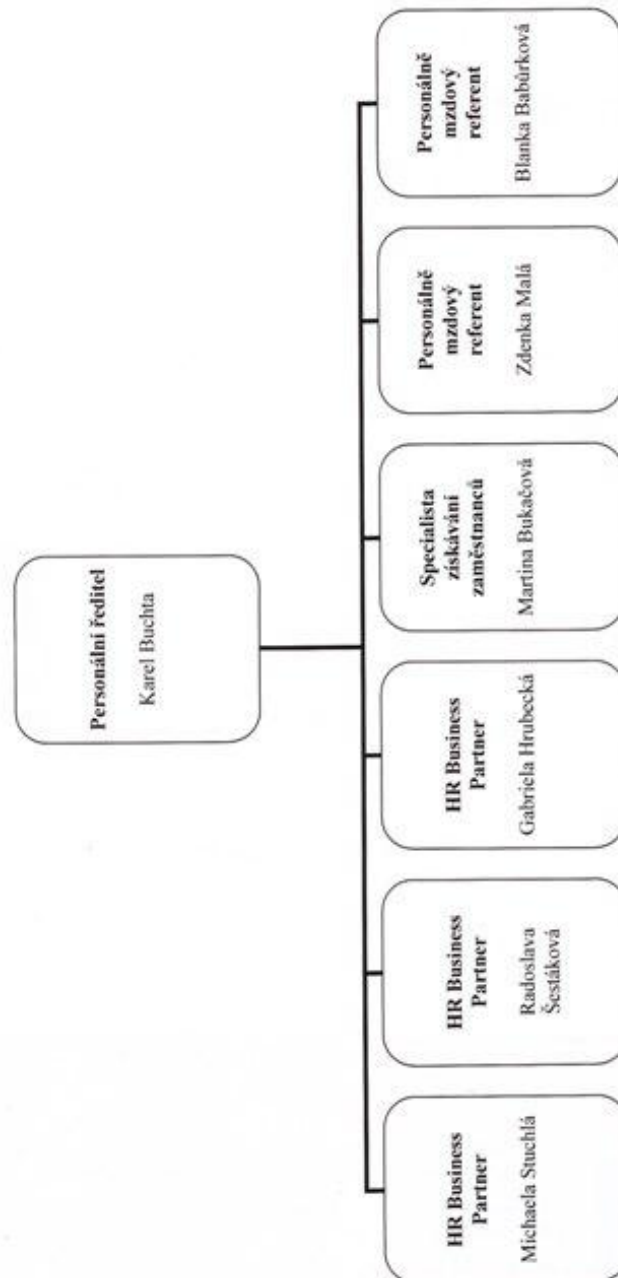 Personální ředitel
Karel Buchta
HR Business
Partner
Michaela Stuchlá
HR Business
Partner
Radoslava
Šestáková
HR Business
Partner
Gabriela Hrubecká
Specialista
získávání
zaměstnanců
Martina Bukačová
Personálně
mzdový
referent
Zdenka Malá
Personálně
mzdový
referent
Blanka Babůrková